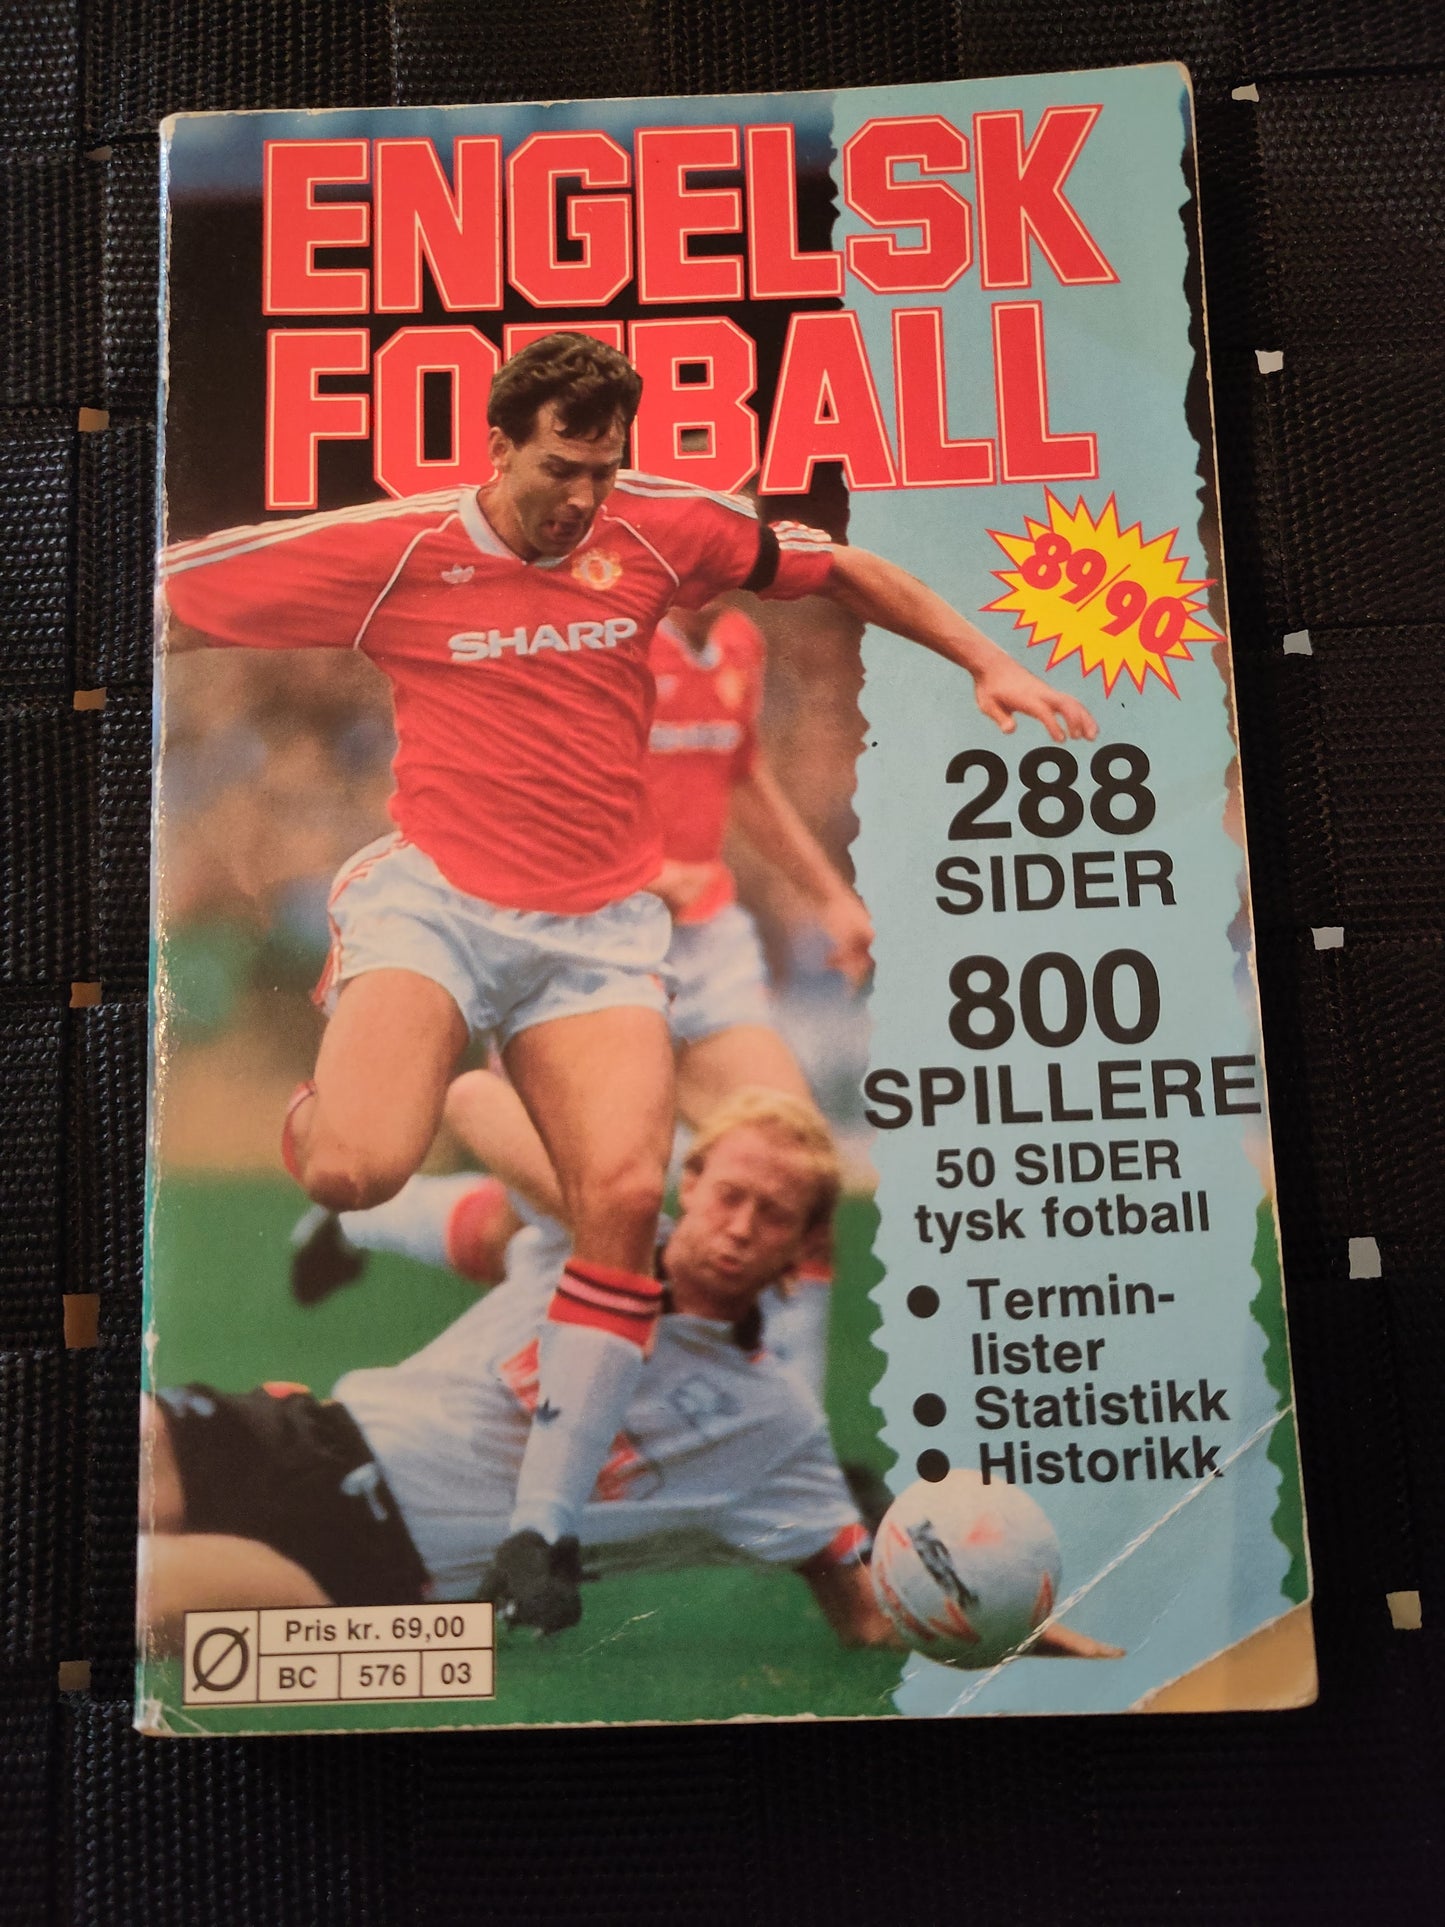 ENGELSK
FOTBALL
89/90
SHARP
288
SIDER
800
SPILLERE
50 SIDER
tysk fotball
● Termin-
lister
● Statistikk
● Historikk
Ø
Pris kr. 69,00
BC 576 03